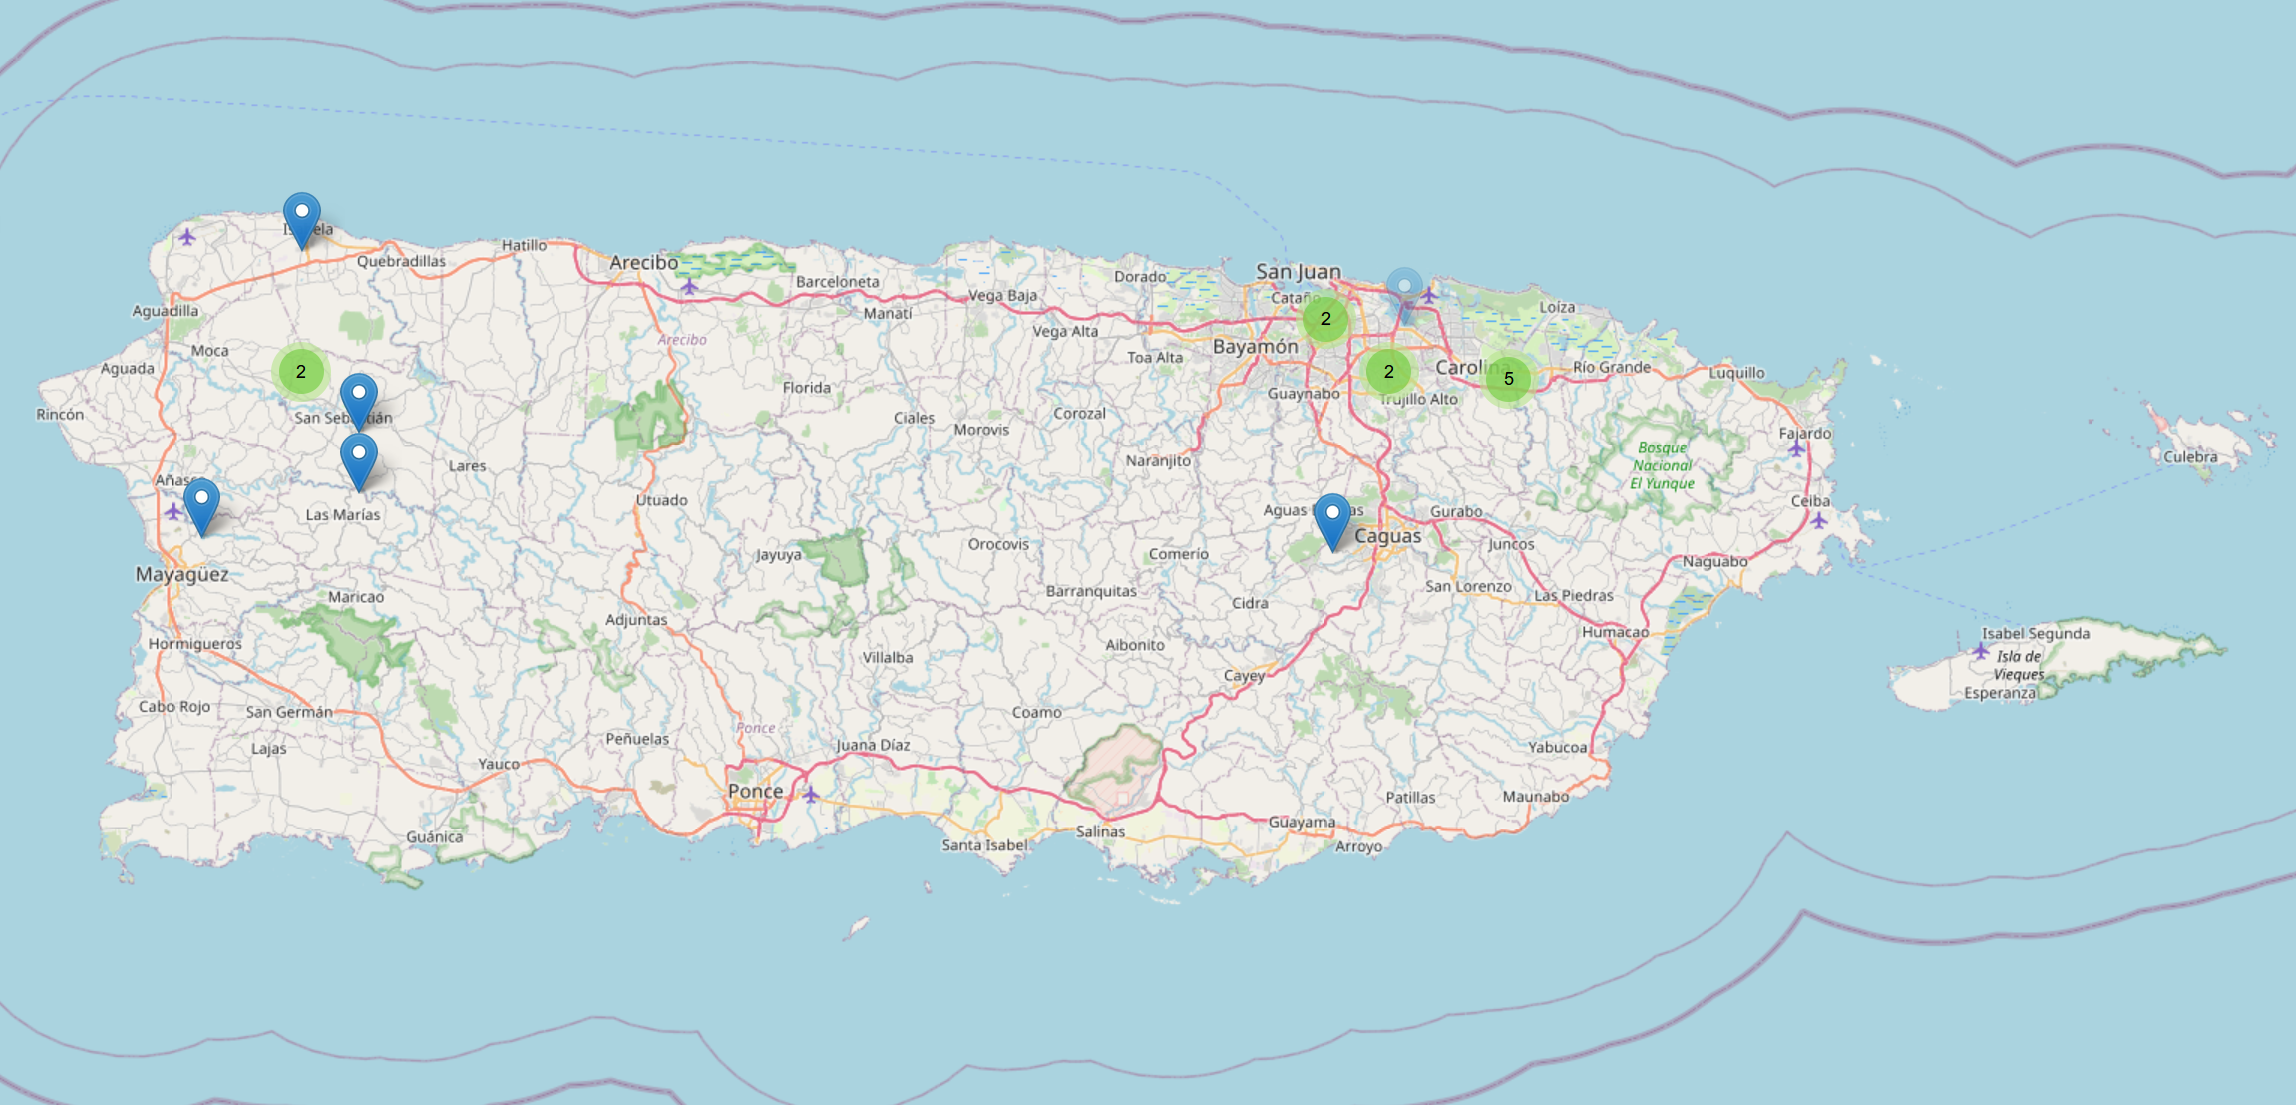 Isabela
Hatillo
Quebradillas
Arecibo
Barceloneta
Manatí
Vega Baja
Vega Alta
Dorado
San Juan
Cataño
Loíza
Aguadilla
Moca
2
Aguada
Rincón
San Sebastián
Arecibo
Florida
Ciales
Morovis
Corozal
Toa Alta
Bayamón
2
2
Carolina
5
Río Grande
Luquillo
Guaynabo
Trujillo Alto
Naranjito
Bosque
Nacional
El Yunque
Fajardo
Culebra
Ceiba
Añasco
Lares
Las Marías
Utuado
Jayuya
Orocovis
Comerío
Aguas Buenas
Gurabo
Caguas
Juncos
Naguabo
Mayagüez
Maricao
Adjuntas
Barranquitas
Cidra
San Lorenzo
Las Piedras
Humacao
Hormigueros
Villalba
Aibonito
Cayey
Isabel Segunda
Isla de
Vieques
Esperanza
Cabo Rojo
San Germán
Lajas
Yauco
Peñuelas
Ponce
Juana Díaz
Coamo
Yabucoa
Ponce
Guánica
Santa Isabel
Salinas
Guayama
Arroyo
Patillas
Maunabo